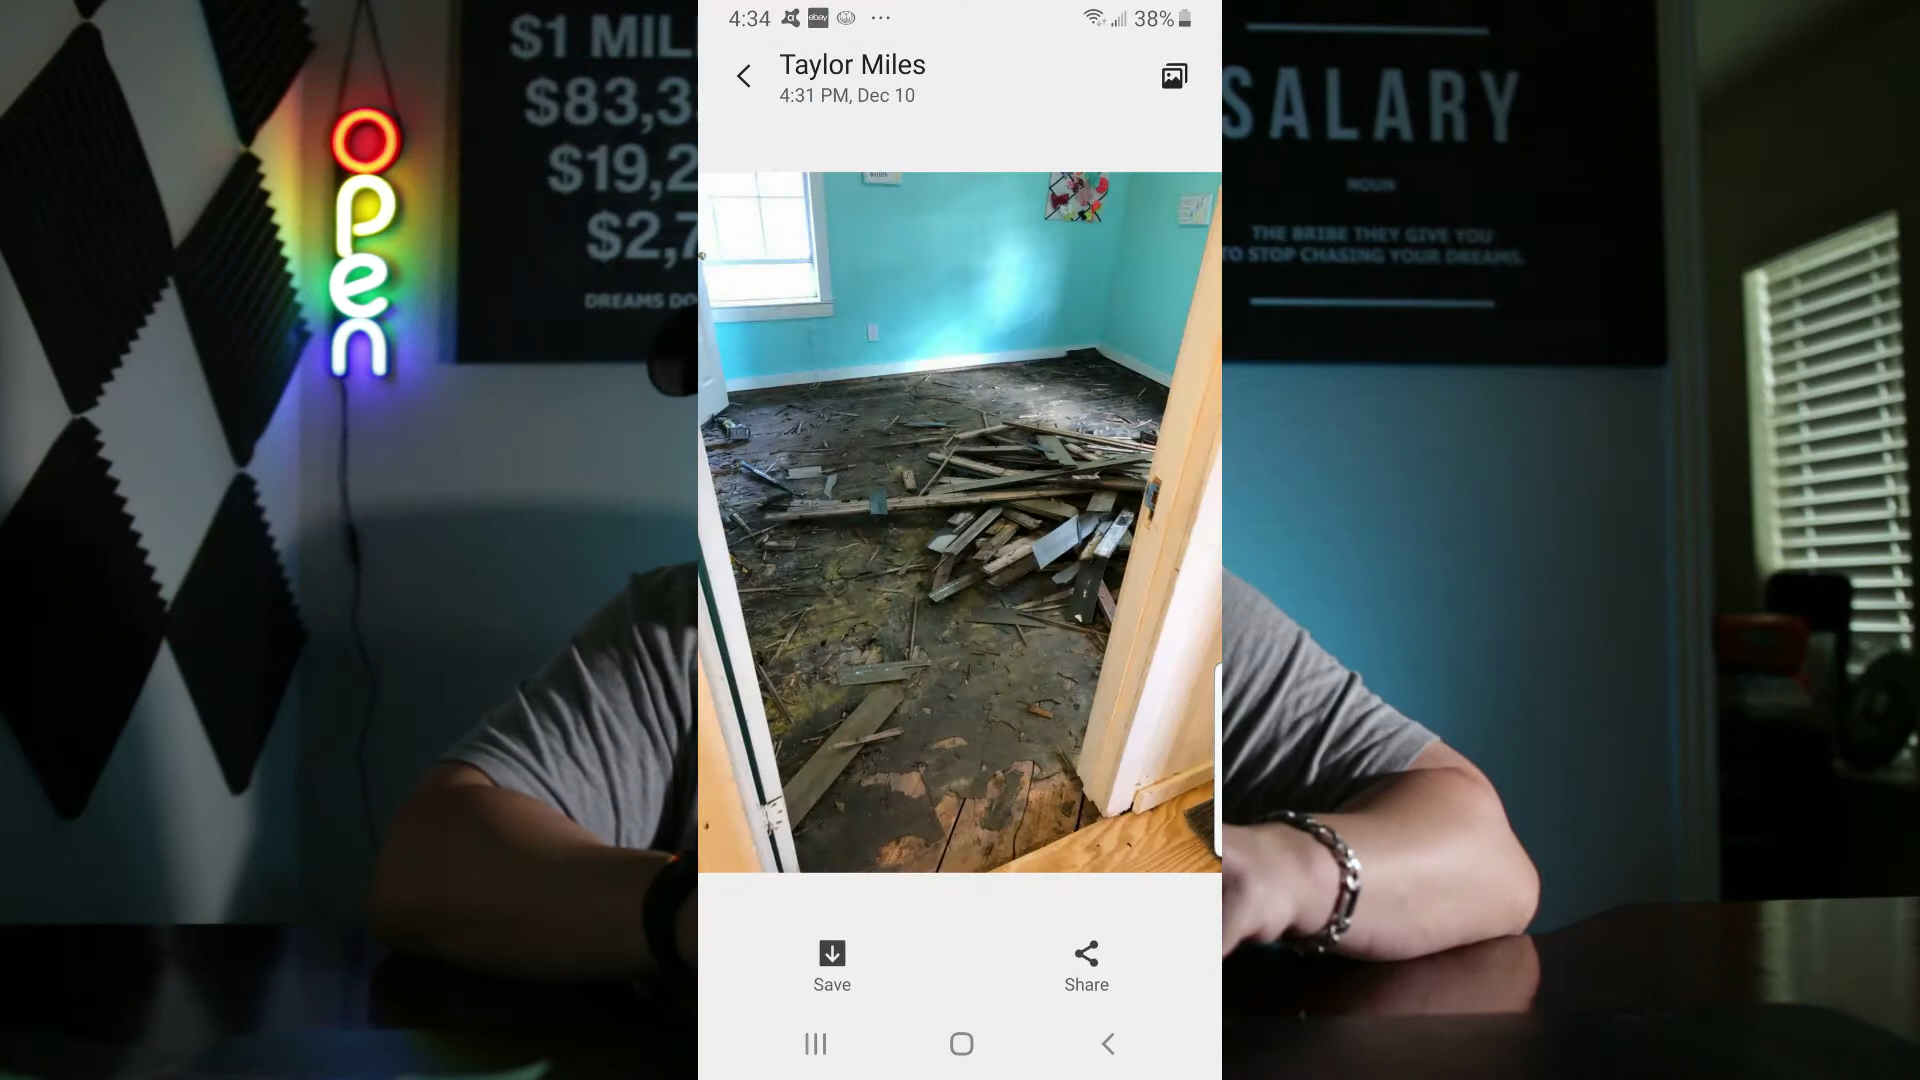 open
$1 MIL
$83,3
$19,2
$2,7
DREAMS DO
4:34
ebay
38%
Taylor Miles
4:31 PM, Dec 10
Save
Share
SALARY
NOUN
THE BRIBE THEY GIVE YOU
TO STOP CHASING YOUR DREAMS.